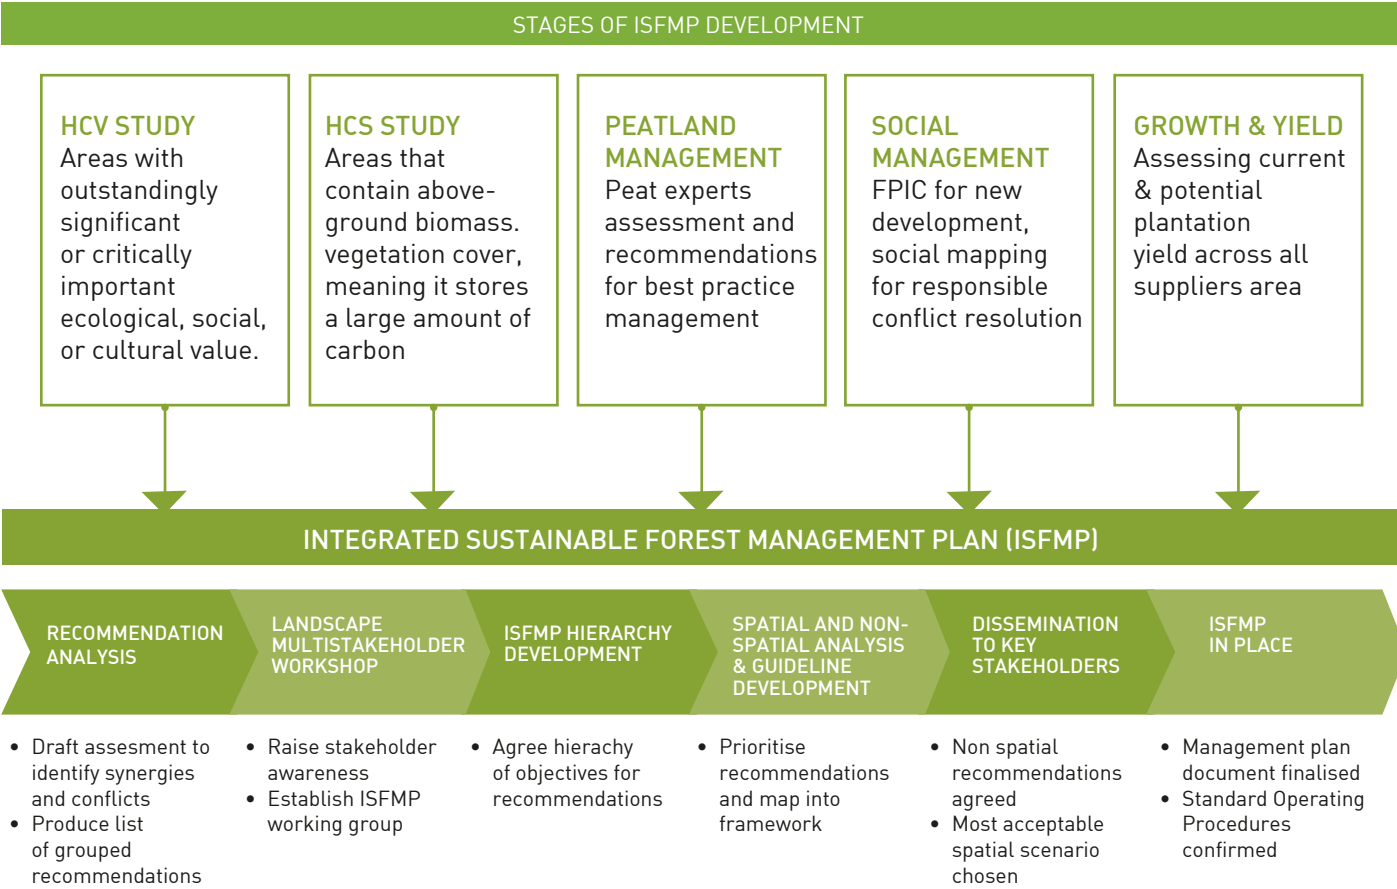 STAGES OF ISFMP DEVELOPMENT
HCV STUDY
Areas with
outstandingly
significant
or critically
important
ecological, social,
or cultural value.
HCS STUDY
Areas that
contain above-
ground biomass.
vegetation cover,
meaning it stores
a large amount of
carbon
PEATLAND
MANAGEMENT
Peat experts
assessment and
recommendations
for best practice
management
SOCIAL
MANAGEMENT
FPIC for new
development,
social mapping
for responsible
conflict resolution
GROWTH & YIELD
Assessing current
& potential
plantation
yield across all
suppliers area
INTEGRATED SUSTAINABLE FOREST MANAGEMENT PLAN (ISFMP)
RECOMMENDATION
ANALYSIS
LANDSCAPE
MULTISTAKEHOLDER
WORKSHOP
ISFMP HIERARCHY
DEVELOPMENT
SPATIAL AND NON-
SPATIAL ANALYSIS
& GUIDELINE
DEVELOPMENT
DISSEMINATION
TO KEY
STAKEHOLDERS
ISFMP
IN PLACE
• Draft assesment to
identify synergies
and conflicts
• Produce list
of grouped
recommendations
• Raise stakeholder
awareness
• Establish ISFMP
working group
• Agree hierachy
of objectives for
recommendations
• Prioritise
recommendations
and map into
framework
• Non spatial
recommendations
agreed
• Most acceptable
spatial scenario
chosen
• Management plan
document finalised
• Standard Operating
Procedures
confirmed